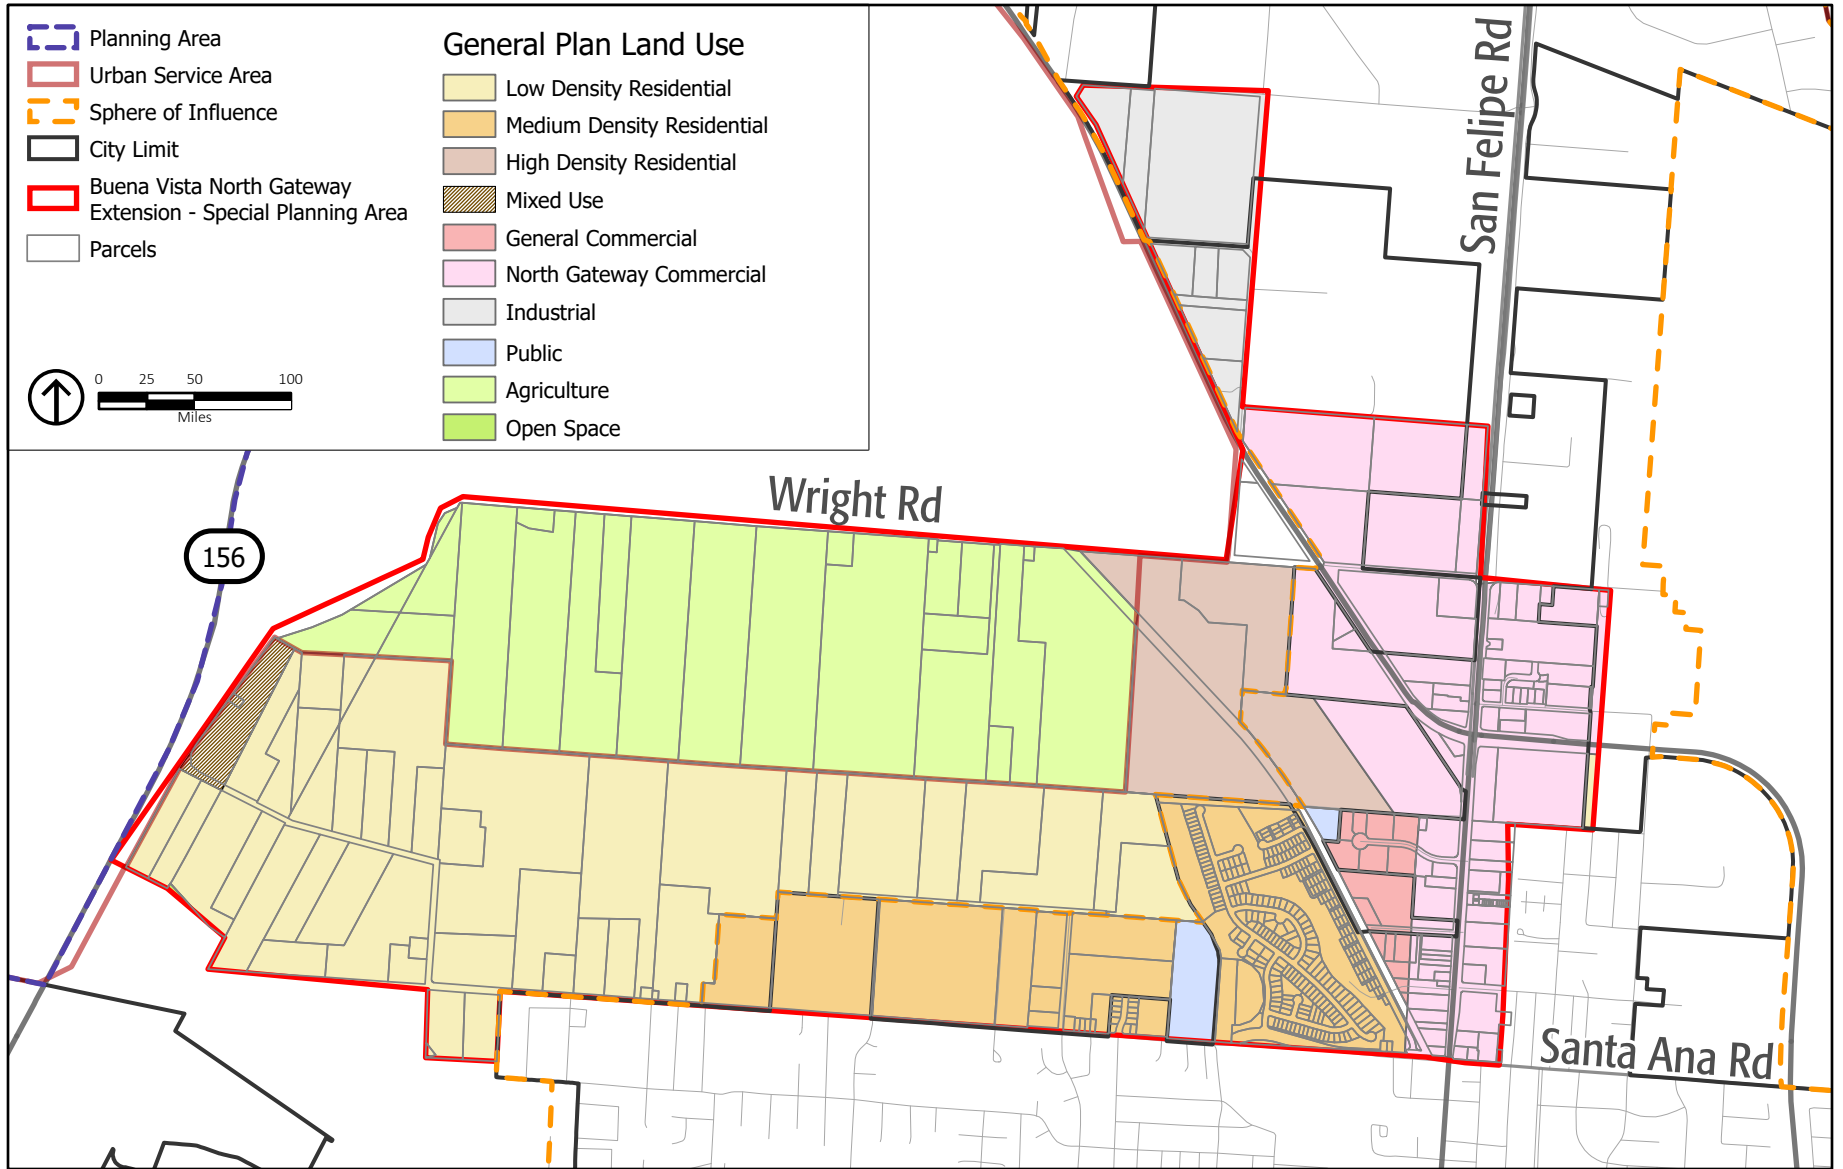 Planning Area
Urban Service Area
Sphere of Influence
City Limit
Buena Vista North Gateway
Extension - Special Planning Area
Parcels
0 25 50 100
Miles
General Plan Land Use
Low Density Residential
Medium Density Residential
High Density Residential
Mixed Use
General Commercial
North Gateway Commercial
Industrial
Public
Agriculture
Open Space
San Felipe Rd
Wright Rd
156
Santa Ana Rd